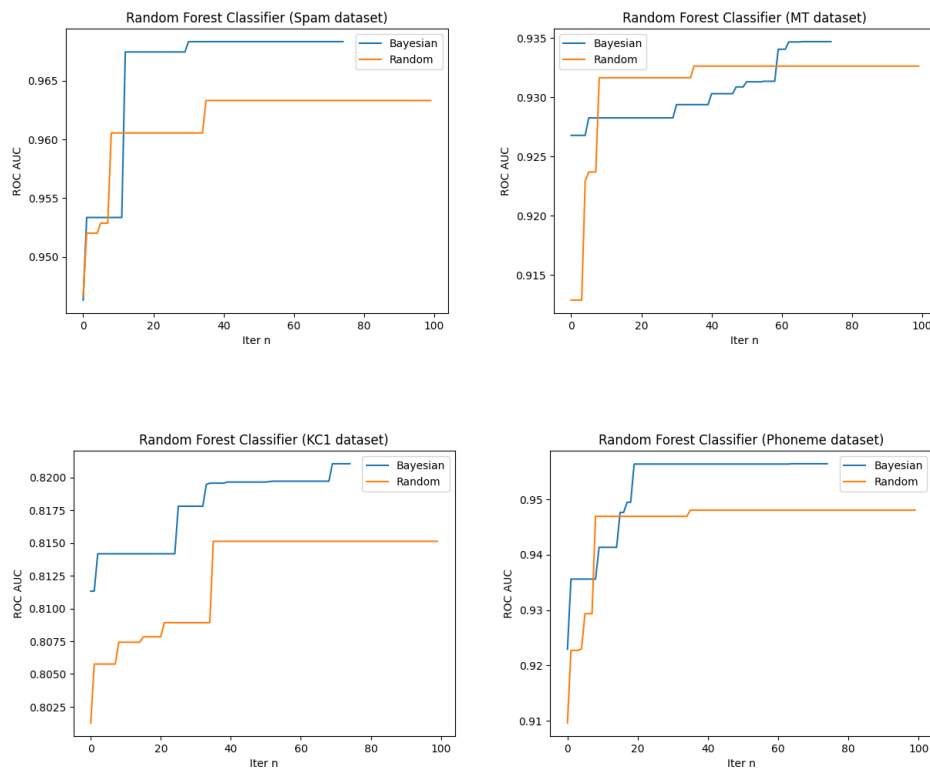 Random Forest Classifier (Spam dataset)
Bayesian
Random
ROC AUC
0.965
0.960
0.955
0.950
0 20 40 60 80 100
Iter n
Random Forest Classifier (MT dataset)
Bayesian
Random
ROC AUC
0.935
0.930
0.925
0.920
0.915
0 20 40 60 80 100
Iter n
Random Forest Classifier (KC1 dataset)
Bayesian
Random
ROC AUC
0.8200
0.8175
0.8150
0.8125
0.8100
0.8075
0.8050
0.8025
0 20 40 60 80 100
Iter n
Random Forest Classifier (Phoneme dataset)
Bayesian
Random
ROC AUC
0.95
0.94
0.93
0.92
0.91
0 20 40 60 80 100
Iter n